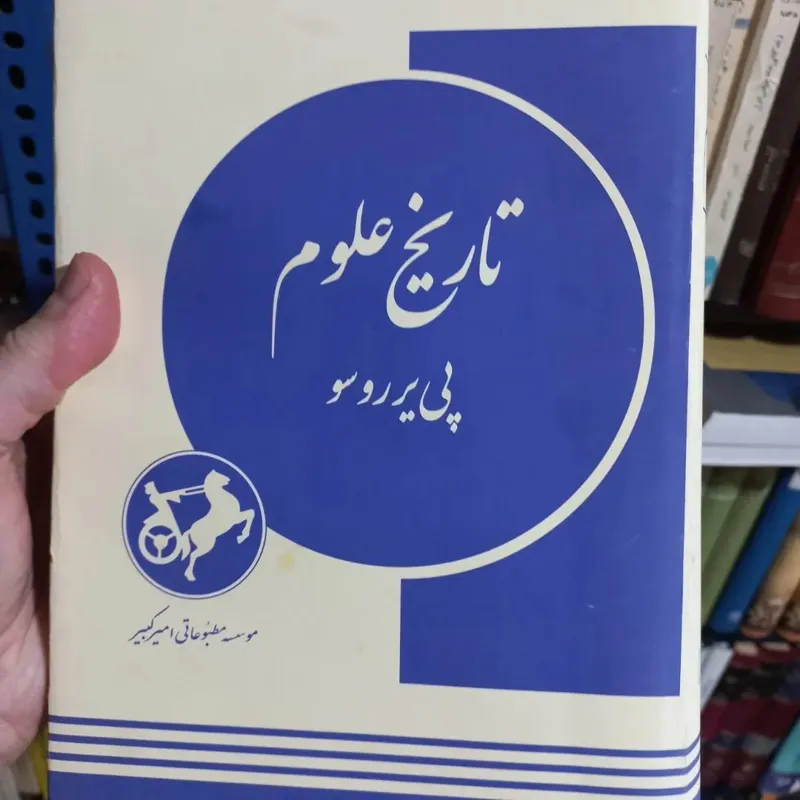 تاریخ علوم
پی یر روسو
موسسه مطبوعاتی امیرکبیر